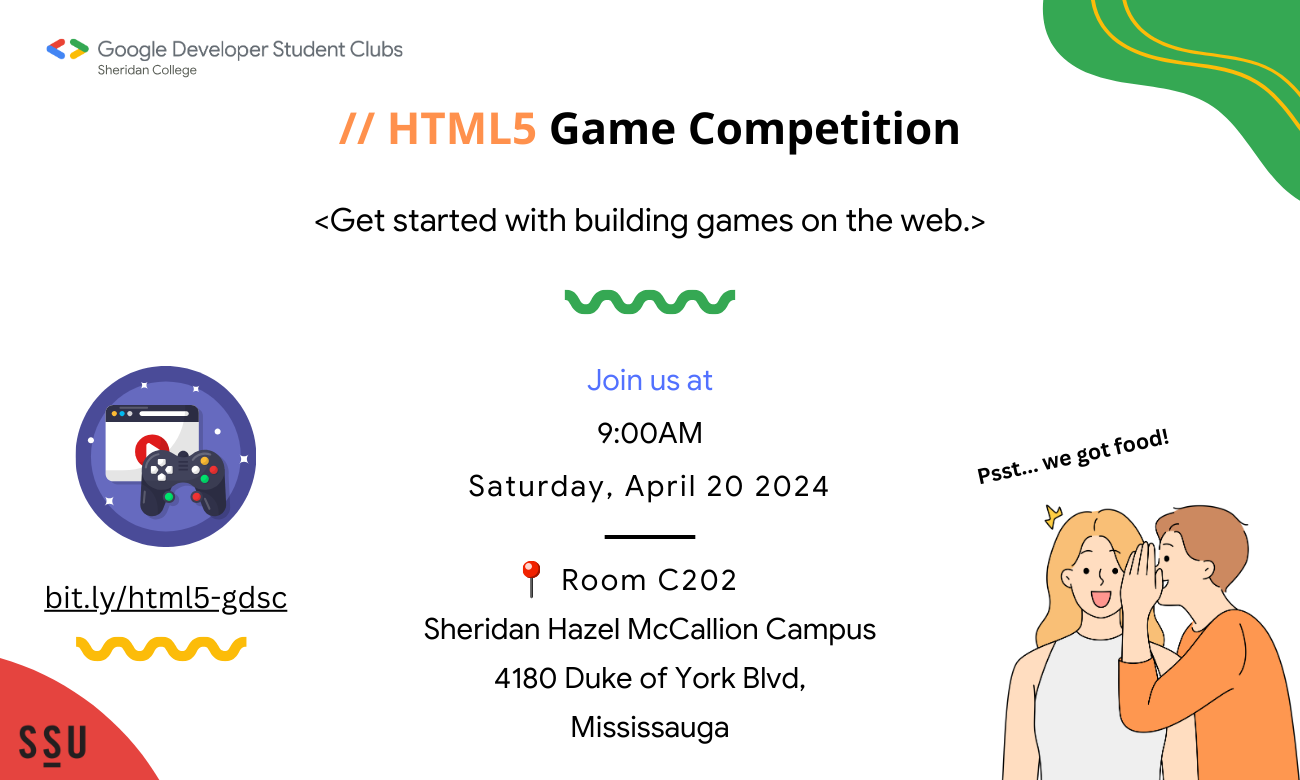 Google Developer Student Clubs
Sheridan College
// HTML5 Game Competition
<Get started with building games on the web.>
Join us at
9:00AM
Saturday, April 20 2024
Psst... we got food!
Room C202
bit.ly/html5-gdsc
Sheridan Hazel McCallion Campus
4180 Duke of York Blvd,
Mississauga
SSU